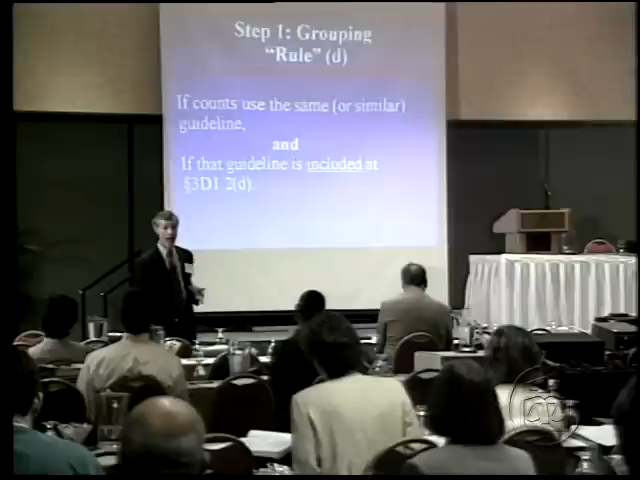 Step 1: Grouping
"Rule" (d)
If counts use the same (or similar)
guideline,
and
If that guideline is included at
§3D1 2(d).